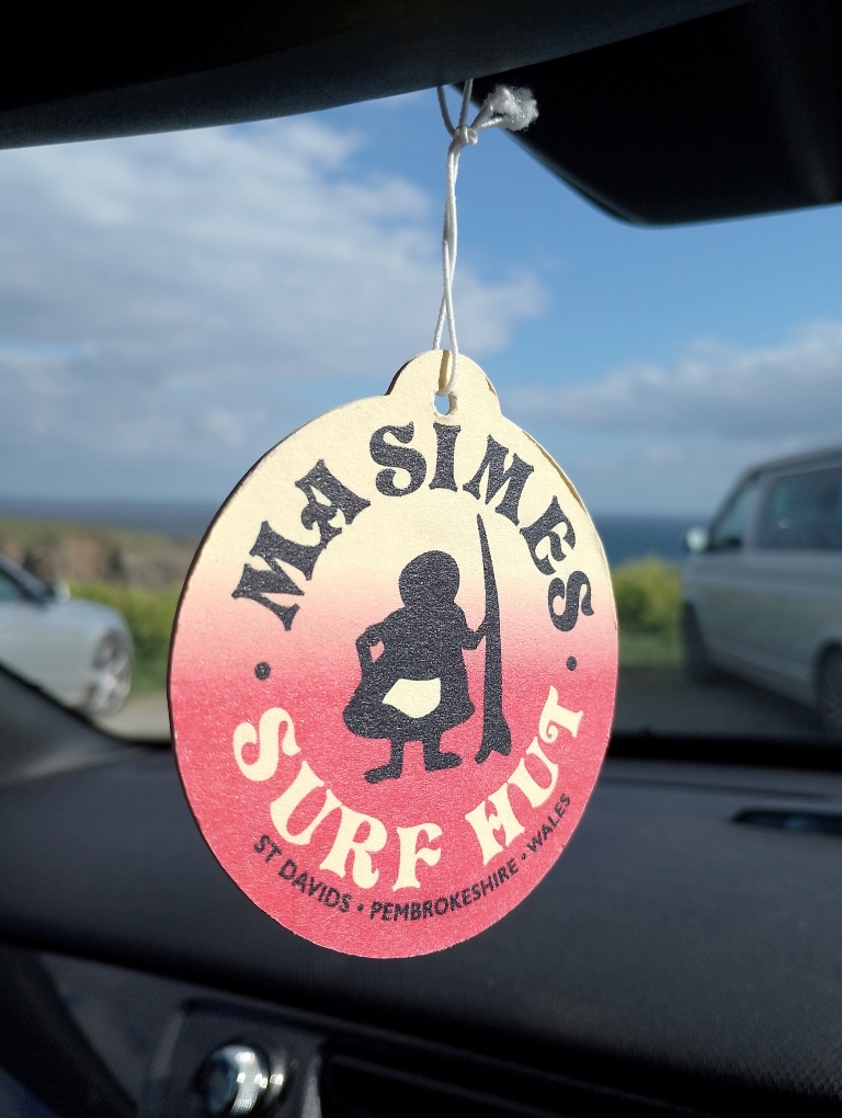 MA SIMES
SURF HUT
ST DAVIDS • PEMBROKESHIRE • WALES